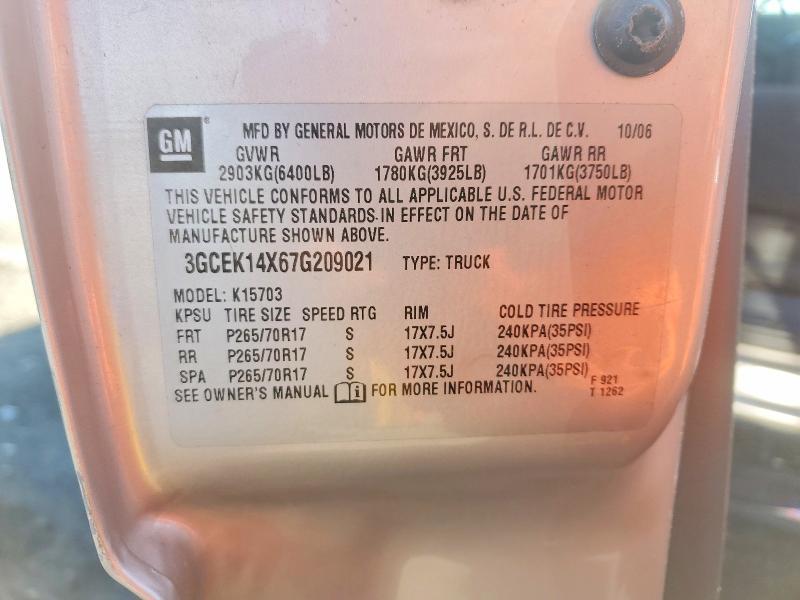 GM ® MFD BY GENERAL MOTORS DE MEXICO, S. DE R.L. DE C.V. 10/06
GVWR GAWR FRT GAWR RR
2903KG(6400LB) 1780KG(3925LB) 1701KG(3750LB)
THIS VEHICLE CONFORMS TO ALL APPLICABLE U.S. FEDERAL MOTOR
VEHICLE SAFETY STANDARDS IN EFFECT ON THE DATE OF
MANUFACTURE SHOWN ABOVE.
3GCEK14X67G209021 TYPE: TRUCK
MODEL: K15703
KPSU TIRE SIZE SPEED RTG RIM COLD TIRE PRESSURE
FRT P265/70R17 S 17X7.5J 240KPA(35PSI)
RR P265/70R17 S 17X7.5J 240KPA(35PSI)
SPA P265/70R17 S 17X7.5J 240KPA(35PSI)
SEE OWNER'S MANUAL i FOR MORE INFORMATION.
F 921
T 1262